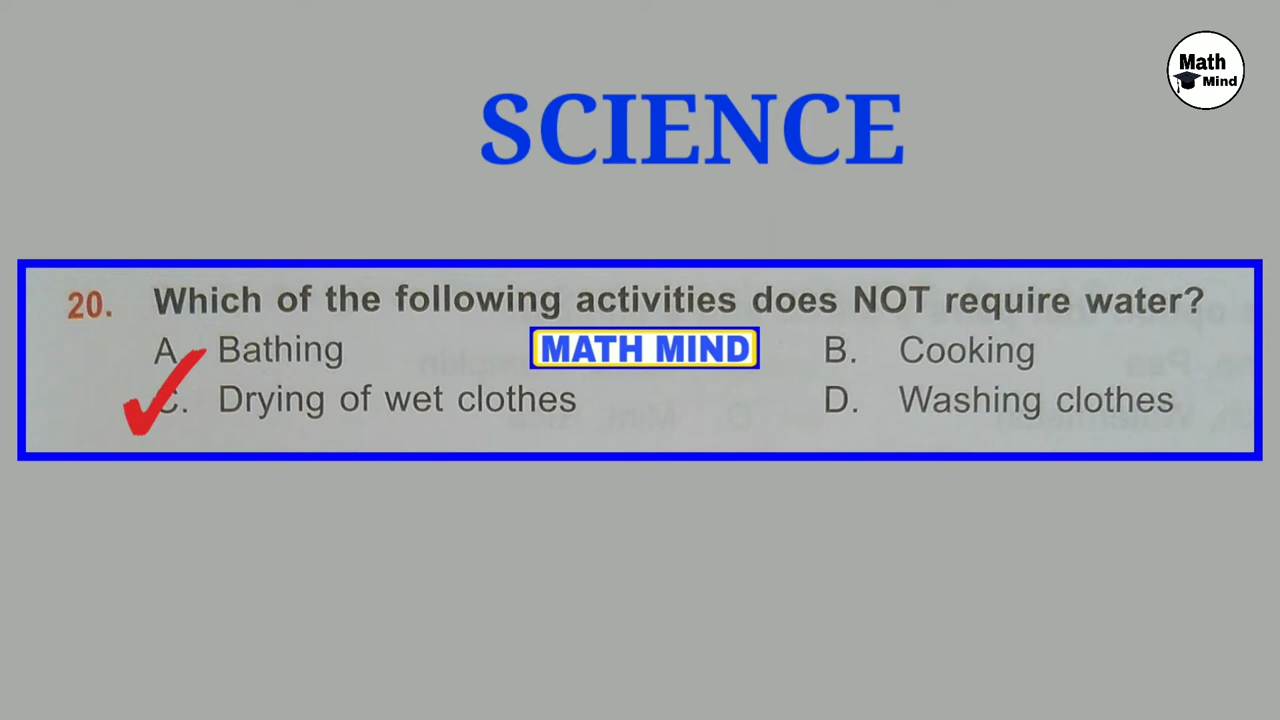 Math
Mind
SCIENCE
20. Which of the following activities does NOT require water?
A. Bathing MATH MIND B. Cooking
C. Drying of wet clothes D. Washing clothes